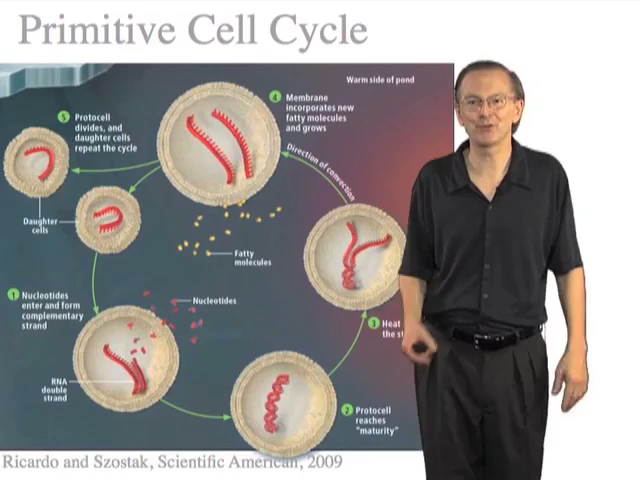 Primitive Cell Cycle
Warm side of pond
5 Protocell
divides, and
daughter cells
repeat the cycle
4 Membrane
incorporates new
fatty molecules
and grows
Direction of convection
Daughter
cells
Fatty
molecules
1 Nucleotides
enter and form
complementary
strand
Nucleotides
3 Heat
the
RNA
double
strand
2 Protocell
reaches
"maturity"
Ricardo and Szostak, Scientific American, 2009